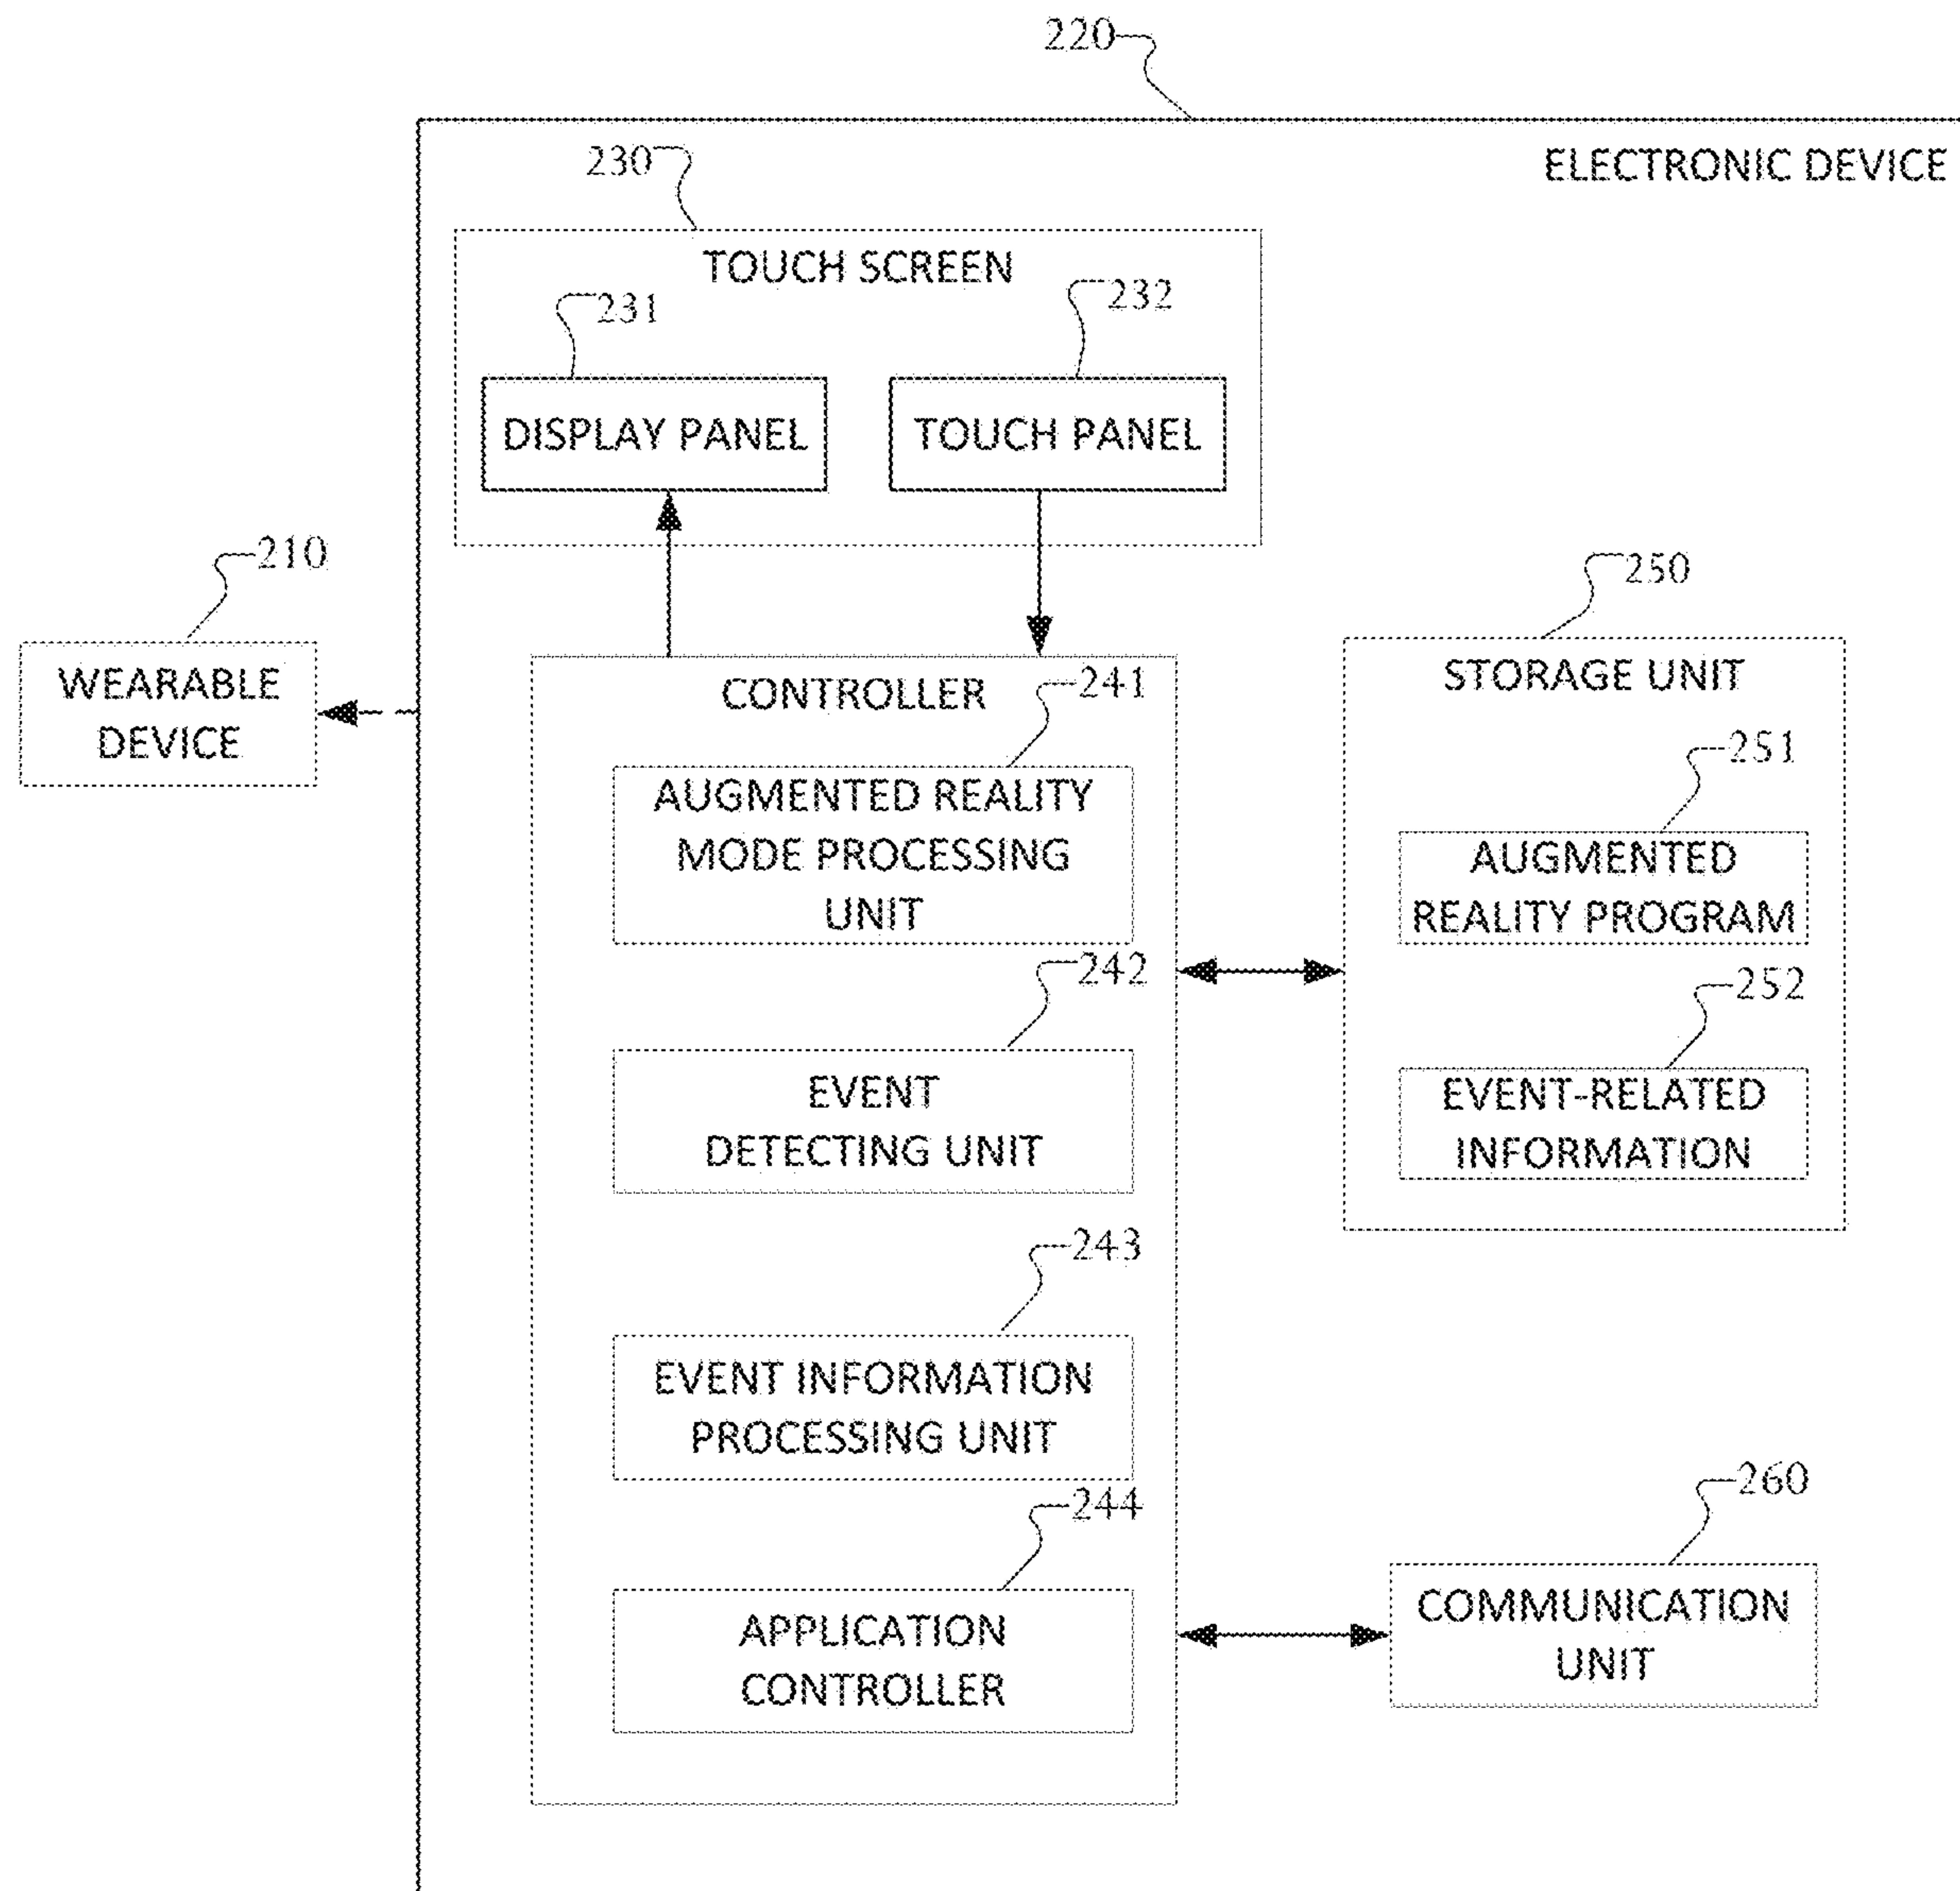 220
ELECTRONIC DEVICE
230
TOUCH SCREEN
231
232
DISPLAY PANEL
TOUCH PANEL
210
WEARABLE
DEVICE
CONTROLLER
241
AUGMENTED REALITY
MODE PROCESSING
UNIT
242
EVENT
DETECTING UNIT
243
EVENT INFORMATION
PROCESSING UNIT
244
APPLICATION
CONTROLLER
250
STORAGE UNIT
251
AUGMENTED
REALITY PROGRAM
252
EVENT-RELATED
INFORMATION
260
COMMUNICATION
UNIT